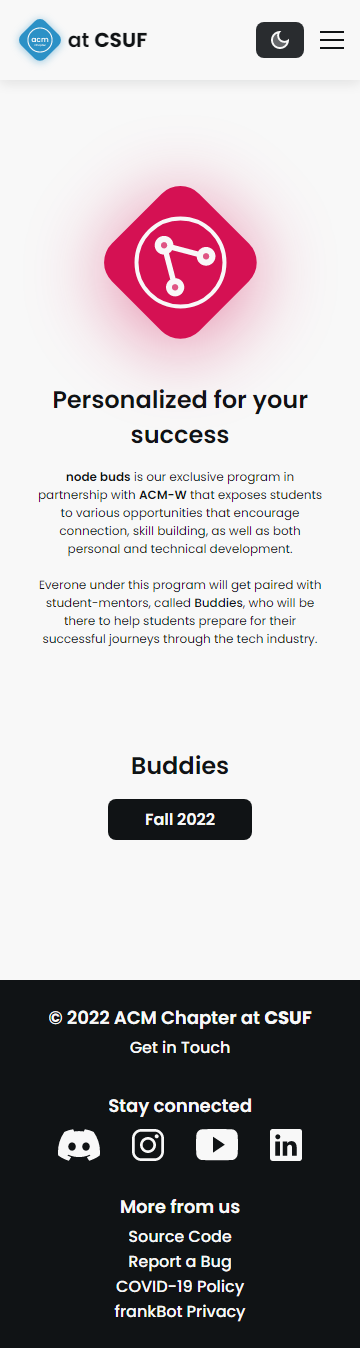 acm
at CSUF
Personalized for your
success
node buds is our exclusive program in
partnership with ACM-W that exposes students
to various opportunities that encourage
connection, skill building, as well as both
personal and technical development.
Everone under this program will get paired with
student-mentors, called Buddies, who will be
there to help students prepare for their
successful journeys through the tech industry.
Buddies
Fall 2022
© 2022 ACM Chapter at CSUF
Get in Touch
Stay connected
in
More from us
Source Code
Report a Bug
COVID-19 Policy
frankBot Privacy